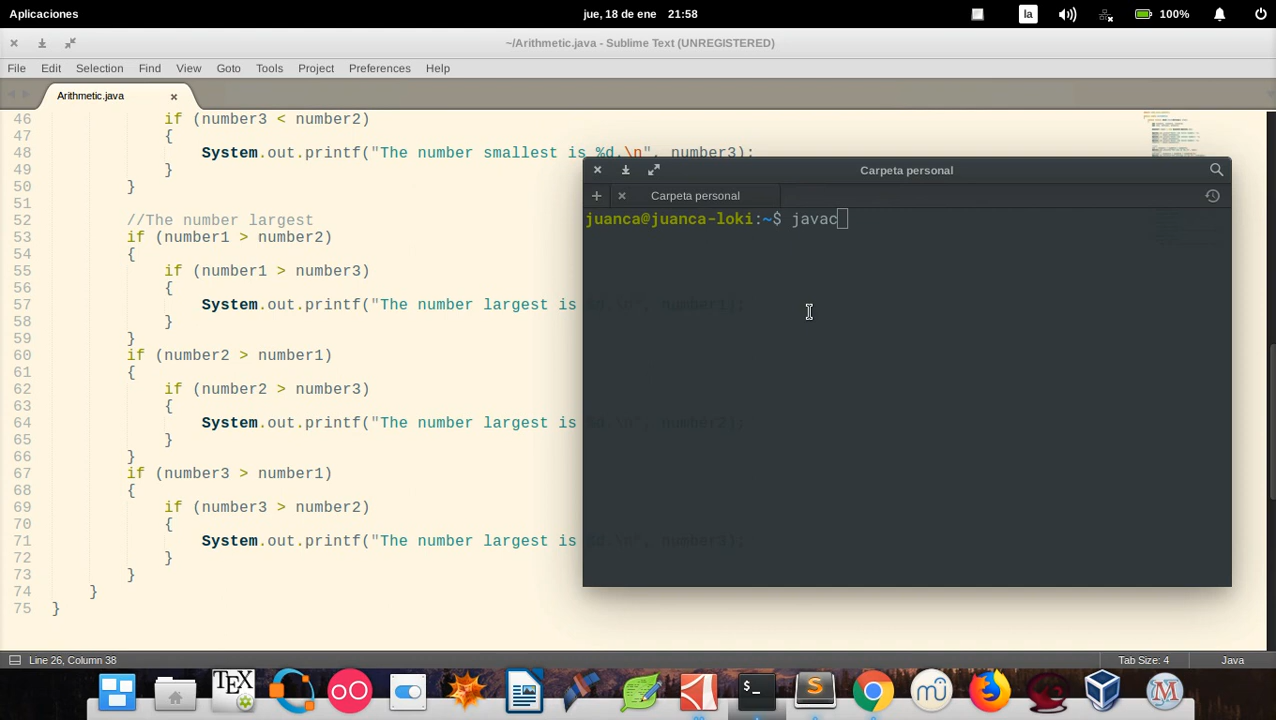 Aplicaciones
jue, 18 de ene 21:58
la
100%
~/Arithmetic.java - Sublime Text (UNREGISTERED)
File Edit Selection Find View Goto Tools Project Preferences Help
Arithmetic.java
46 if (number3 < number2)
47 {
48 System.out.printf("The number smallest is %d.\n", number3);
49 }
50 }
51
52 //The number largest
53 if (number1 > number2)
54 {
55 if (number1 > number3)
56 {
57 System.out.printf("The number largest is %d.\n", number1);
58 }
59 }
60 if (number2 > number1)
61 {
62 if (number2 > number3)
63 {
64 System.out.printf("The number largest is %d.\n", number2);
65 }
66 }
67 if (number3 > number1)
68 {
69 if (number3 > number2)
70 {
71 System.out.printf("The number largest is %d.\n", number3);
72 }
73 }
74 }
75 }
Carpeta personal
Carpeta personal
juanca@juanca-loki:~$ javac
Line 26, Column 38
Tab Size: 4
Java
TEX